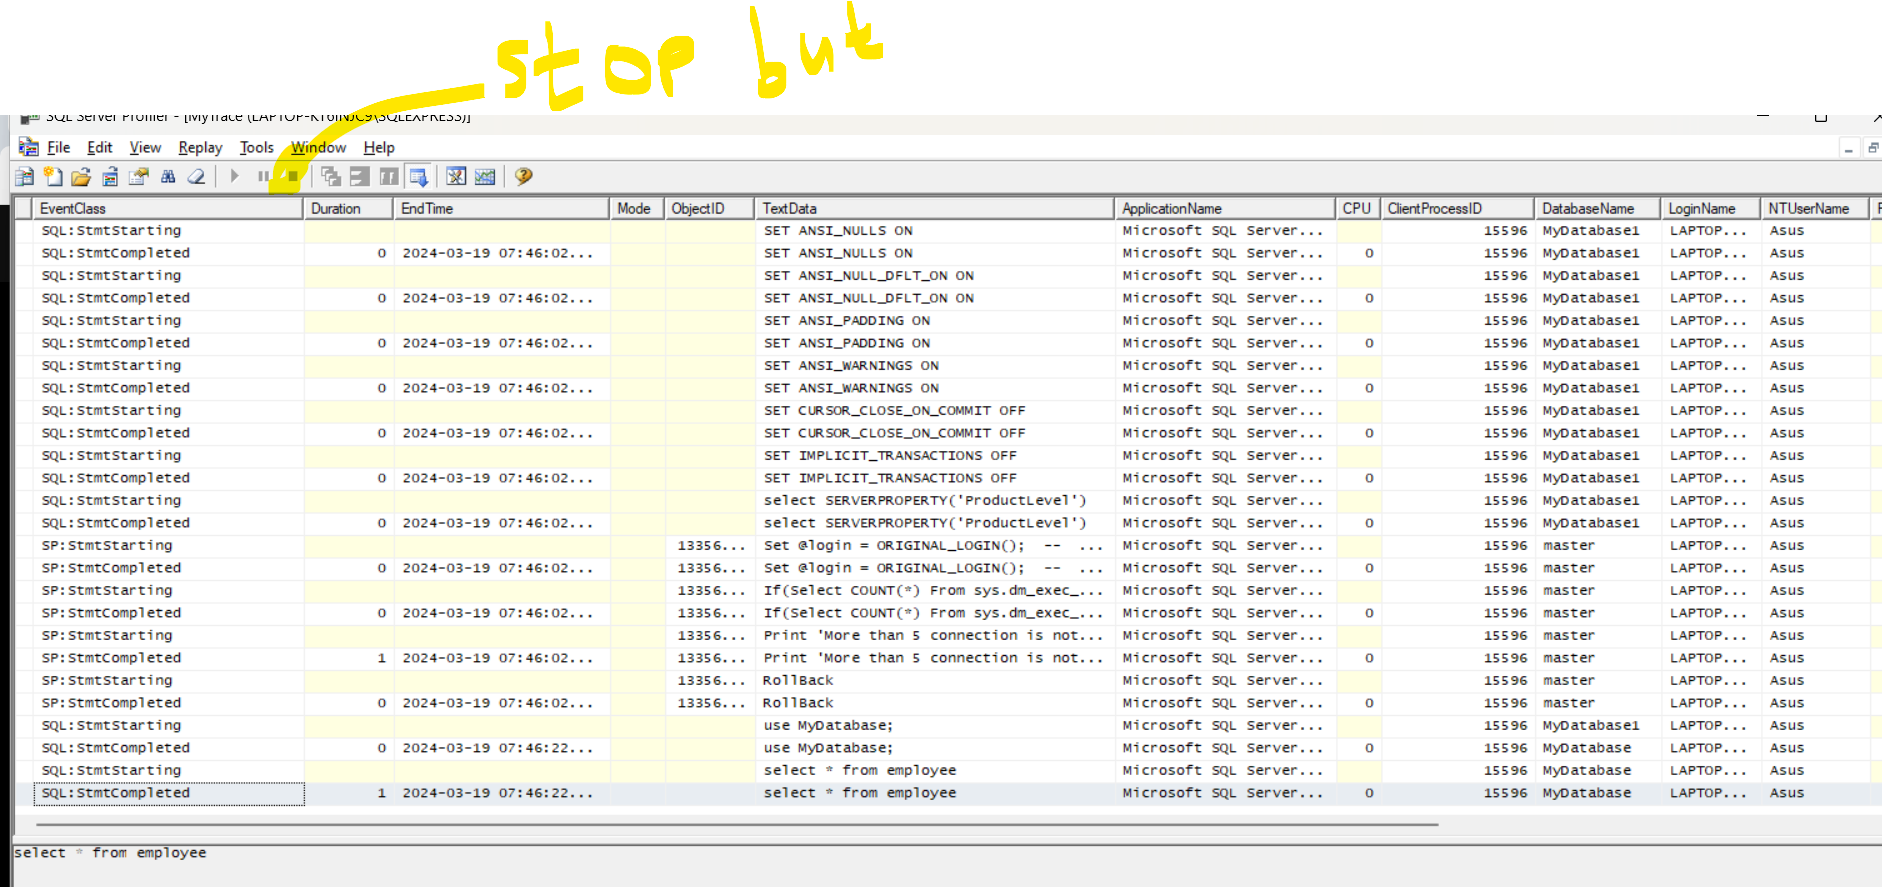 stop but
SQL Server Profiler - [MyTrace (LAPTOP-KT6INJC9\SQLEXPRESS)]
File Edit View Replay Tools Window Help
EventClass Duration EndTime Mode ObjectID TextData ApplicationName CPU ClientProcessID DatabaseName LoginName NTUserName
SQL:StmtStarting SET ANSI_NULLS ON Microsoft SQL Server... 15596 MyDatabase1 LAPTOP... Asus
SQL:StmtCompleted 0 2024-03-19 07:46:02... SET ANSI_NULLS ON Microsoft SQL Server... 0 15596 MyDatabase1 LAPTOP... Asus
SQL:StmtStarting SET ANSI_NULL_DFLT_ON ON Microsoft SQL Server... 15596 MyDatabase1 LAPTOP... Asus
SQL:StmtCompleted 0 2024-03-19 07:46:02... SET ANSI_NULL_DFLT_ON ON Microsoft SQL Server... 0 15596 MyDatabase1 LAPTOP... Asus
SQL:StmtStarting SET ANSI_PADDING ON Microsoft SQL Server... 15596 MyDatabase1 LAPTOP... Asus
SQL:StmtCompleted 0 2024-03-19 07:46:02... SET ANSI_PADDING ON Microsoft SQL Server... 0 15596 MyDatabase1 LAPTOP... Asus
SQL:StmtStarting SET ANSI_WARNINGS ON Microsoft SQL Server... 15596 MyDatabase1 LAPTOP... Asus
SQL:StmtCompleted 0 2024-03-19 07:46:02... SET ANSI_WARNINGS ON Microsoft SQL Server... 0 15596 MyDatabase1 LAPTOP... Asus
SQL:StmtStarting SET CURSOR_CLOSE_ON_COMMIT OFF Microsoft SQL Server... 15596 MyDatabase1 LAPTOP... Asus
SQL:StmtCompleted 0 2024-03-19 07:46:02... SET CURSOR_CLOSE_ON_COMMIT OFF Microsoft SQL Server... 0 15596 MyDatabase1 LAPTOP... Asus
SQL:StmtStarting SET IMPLICIT_TRANSACTIONS OFF Microsoft SQL Server... 15596 MyDatabase1 LAPTOP... Asus
SQL:StmtCompleted 0 2024-03-19 07:46:02... SET IMPLICIT_TRANSACTIONS OFF Microsoft SQL Server... 0 15596 MyDatabase1 LAPTOP... Asus
SQL:StmtStarting select SERVERPROPERTY('ProductLevel') Microsoft SQL Server... 15596 MyDatabase1 LAPTOP... Asus
SQL:StmtCompleted 0 2024-03-19 07:46:02... select SERVERPROPERTY('ProductLevel') Microsoft SQL Server... 0 15596 MyDatabase1 LAPTOP... Asus
SP:StmtStarting 13356... Set @login = ORIGINAL_LOGIN(); -- ... Microsoft SQL Server... 15596 master LAPTOP... Asus
SP:StmtCompleted 0 2024-03-19 07:46:02... 13356... Set @login = ORIGINAL_LOGIN(); -- ... Microsoft SQL Server... 0 15596 master LAPTOP... Asus
SP:StmtStarting 13356... If(Select COUNT(*) From sys.dm_exec_... Microsoft SQL Server... 15596 master LAPTOP... Asus
SP:StmtCompleted 0 2024-03-19 07:46:02... 13356... If(Select COUNT(*) From sys.dm_exec_... Microsoft SQL Server... 0 15596 master LAPTOP... Asus
SP:StmtStarting 13356... Print 'More than 5 connection is not... Microsoft SQL Server... 15596 master LAPTOP... Asus
SP:StmtCompleted 1 2024-03-19 07:46:02... 13356... Print 'More than 5 connection is not... Microsoft SQL Server... 0 15596 master LAPTOP... Asus
SP:StmtStarting 13356... RollBack Microsoft SQL Server... 15596 master LAPTOP... Asus
SP:StmtCompleted 0 2024-03-19 07:46:02... 13356... RollBack Microsoft SQL Server... 0 15596 master LAPTOP... Asus
SQL:StmtStarting use MyDatabase; Microsoft SQL Server... 15596 MyDatabase1 LAPTOP... Asus
SQL:StmtCompleted 0 2024-03-19 07:46:22... use MyDatabase; Microsoft SQL Server... 0 15596 MyDatabase LAPTOP... Asus
SQL:StmtStarting select * from employee Microsoft SQL Server... 15596 MyDatabase LAPTOP... Asus
SQL:StmtCompleted 1 2024-03-19 07:46:22... select * from employee Microsoft SQL Server... 0 15596 MyDatabase LAPTOP... Asus
select * from employee